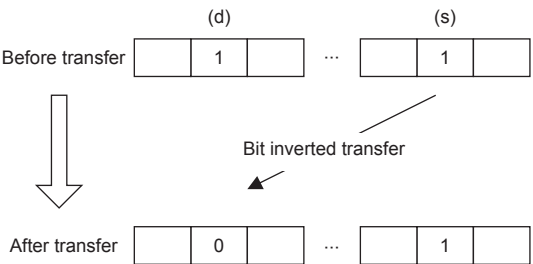 (d) (s)
Before transfer 1 ... 1
Bit inverted transfer
After transfer 0 ... 1